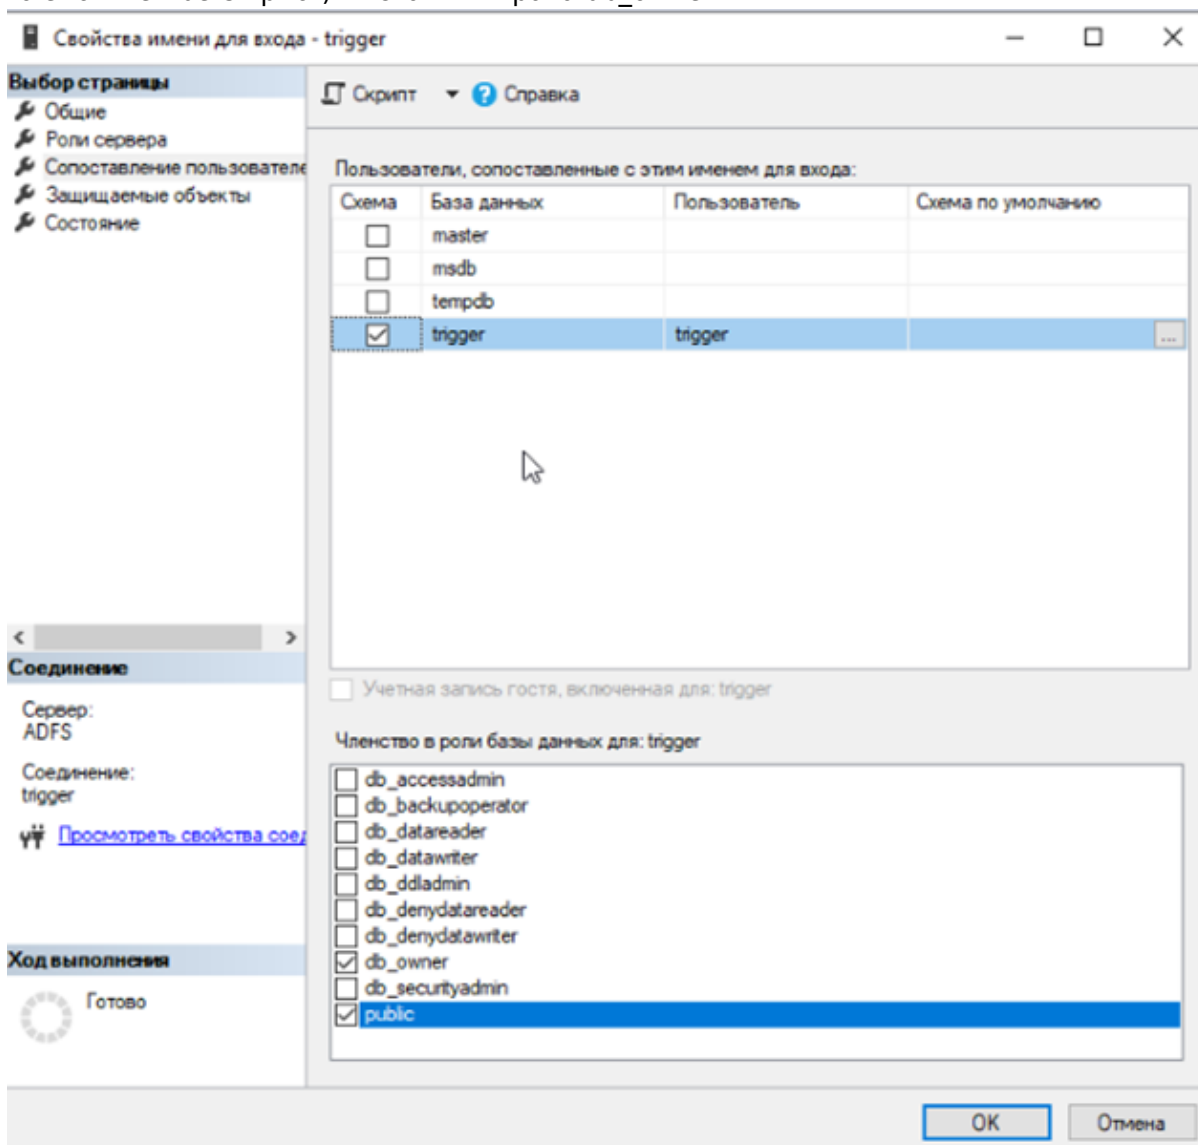 Свойства имени для входа - trigger
Выбор страницы
Общие
Роли сервера
Сопоставление пользователе
Защищаемые объекты
Состояние
Скрипт
Справка
Пользователи, сопоставленные с этим именем для входа:
Схема База данных Пользователь Схема по умолчанию
master
msdb
tempdb
trigger trigger ...
Учетная запись гостя, включенная для: trigger
Членство в роли базы данных для: trigger
db_accessadmin
db_backupoperator
db_datareader
db_datawriter
db_ddladmin
db_denydatareader
db_denydatawriter
db_owner
db_securityadmin
public
Соединение
Сервер:
ADFS
Соединение:
trigger
Просмотреть свойства соед
Ход выполнения
Готово
OK Отмена